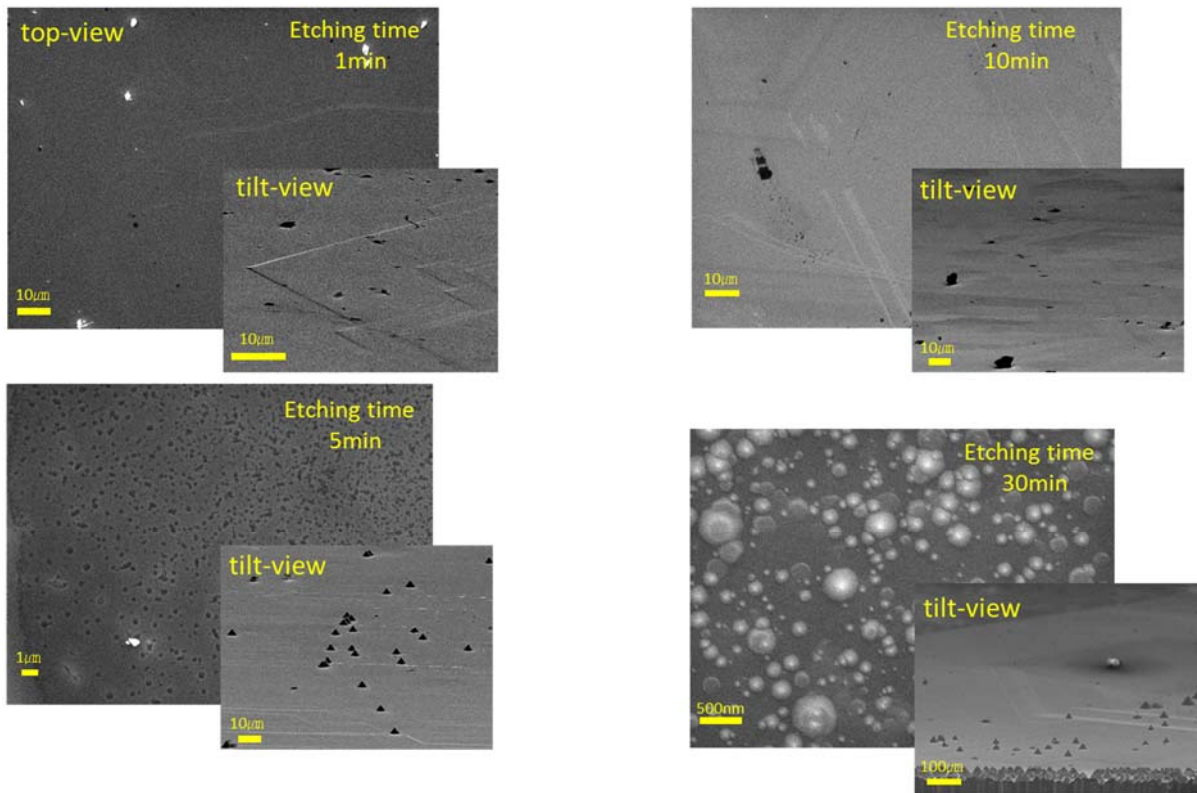 top-view
Etching time
1min
10㎛
tilt-view
10㎛
Etching time
10min
10㎛
tilt-view
10㎛
Etching time
5min
1㎛
tilt-view
10㎛
Etching time
30min
500nm
tilt-view
100㎛